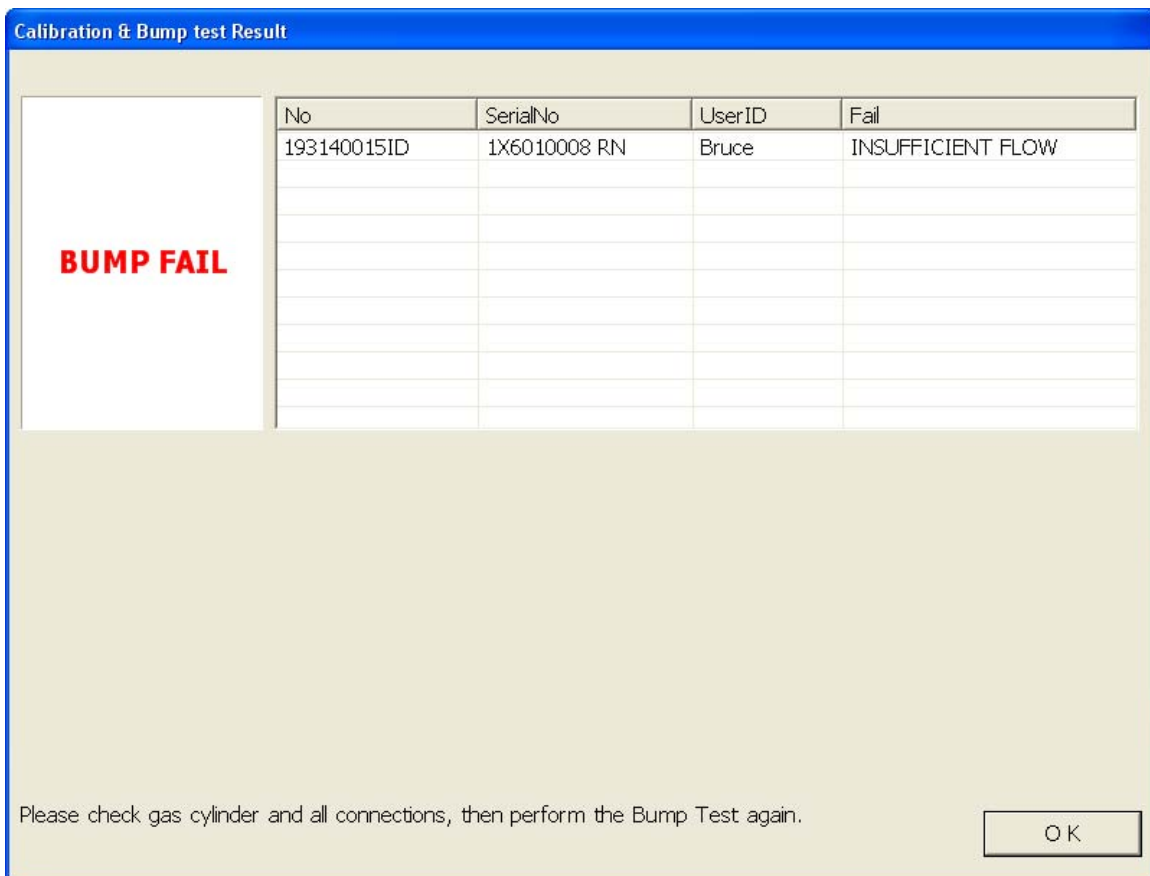 Calibration & Bump test Result
No SerialNo UserID Fail
193140015ID 1X6010008 RN Bruce INSUFFICIENT FLOW
BUMP FAIL
Please check gas cylinder and all connections, then perform the Bump Test again.
O K